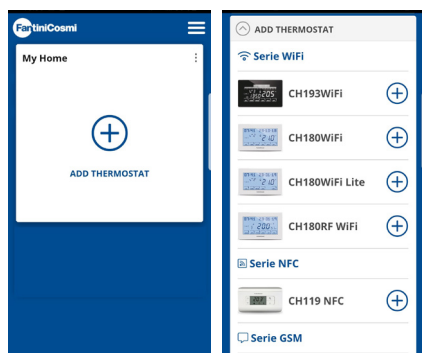 FantiniCosmi
My Home
ADD THERMOSTAT
ADD THERMOSTAT
Serie WiFi
CH193WiFi
CH180WiFi
CH180WiFi Lite
CH180RF WiFi
Serie NFC
CH119 NFC
Serie GSM